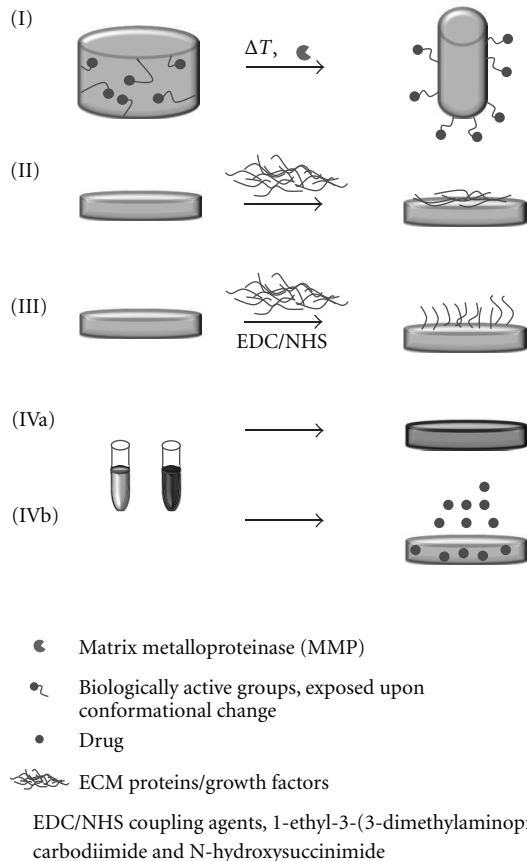 (I)
ΔT,
(II)
(III)
EDC/NHS
(IVa)
(IVb)
Matrix metalloproteinase (MMP)
Biologically active groups, exposed upon
conformational change
Drug
ECM proteins/growth factors
EDC/NHS coupling agents, 1-ethyl-3-(3-dimethylaminopr
carbodiimide and N-hydroxysuccinimide